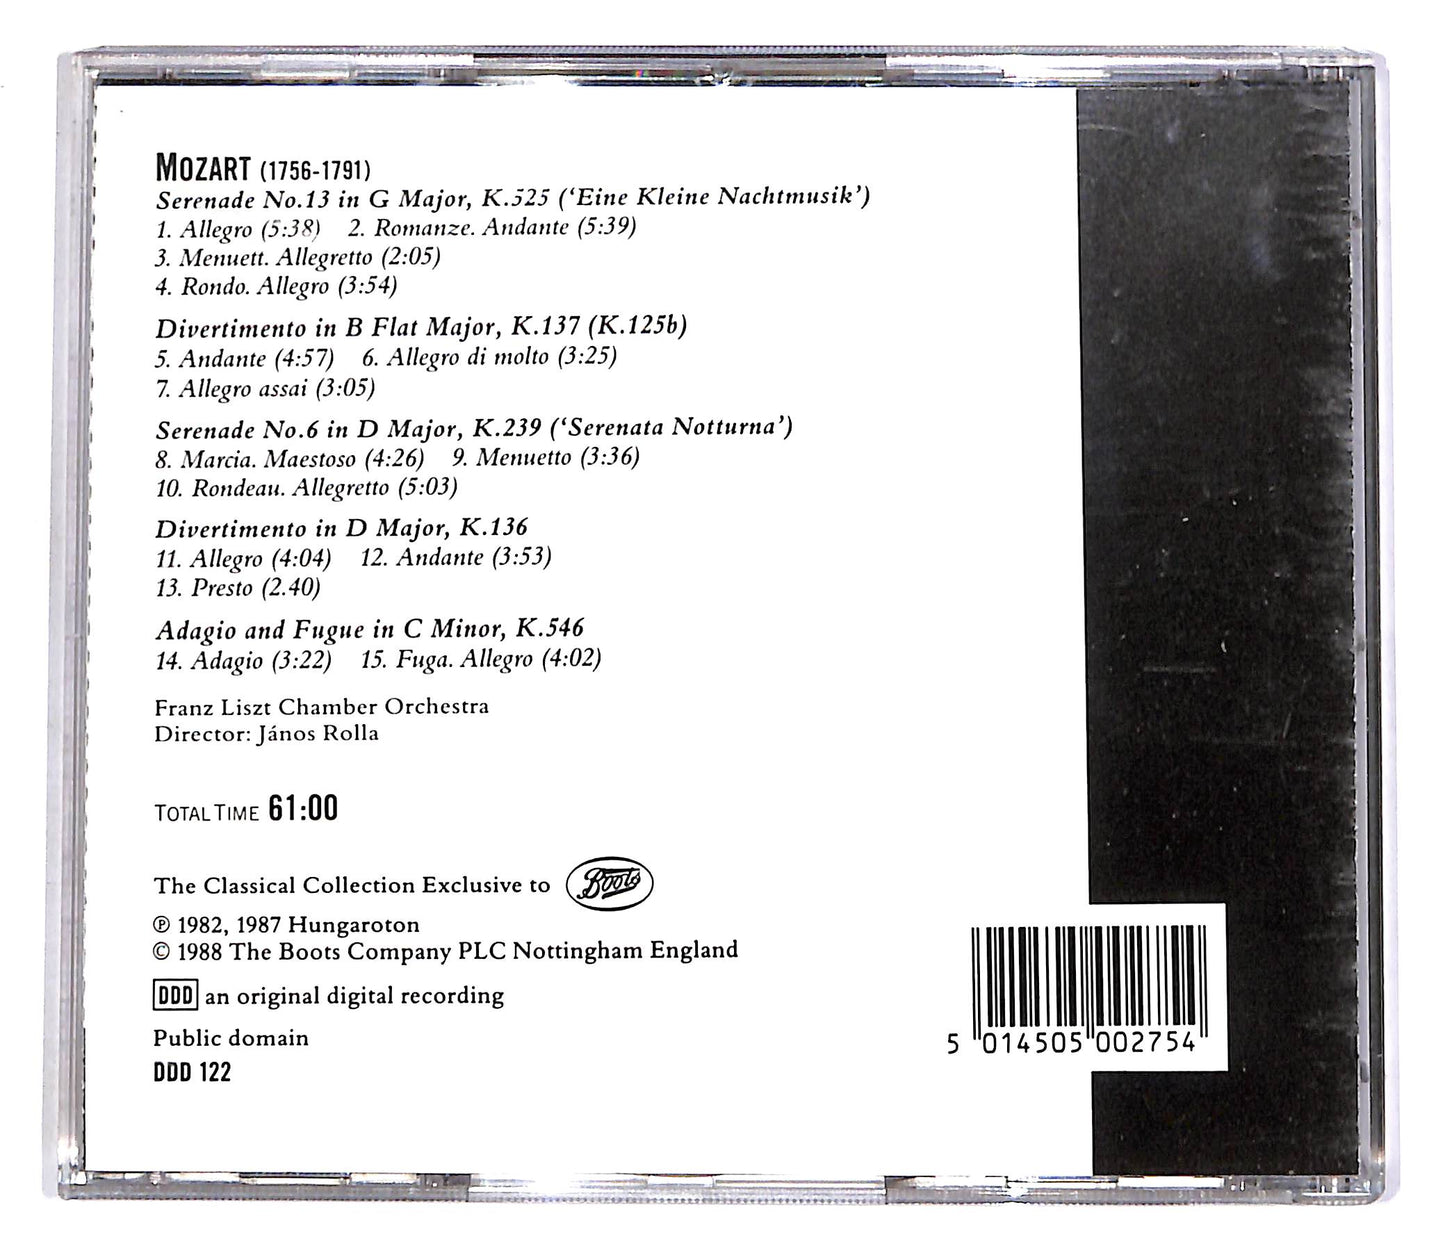 MOZART (1756-1791)
Serenade No.13 in G Major, K.525 (‘Eine Kleine Nachtmusik’)
1. Allegro (5:38) 2. Romanze. Andante (5:39)
3. Menuett. Allegretto (2:05)
4. Rondo. Allegro (3:54)
Divertimento in B Flat Major, K.137 (K.125b)
5. Andante (4:57) 6. Allegro di molto (3:25)
7. Allegro assai (3:05)
Serenade No.6 in D Major, K.239 (‘Serenata Notturna’)
8. Marcia. Maestoso (4:26) 9. Menuetto (3:36)
10. Rondeau. Allegretto (5:03)
Divertimento in D Major, K.136
11. Allegro (4:04) 12. Andante (3:53)
13. Presto (2.40)
Adagio and Fugue in C Minor, K.546
14. Adagio (3:22) 15. Fuga. Allegro (4:02)
Franz Liszt Chamber Orchestra
Director: János Rolla
TOTAL TIME 61:00
The Classical Collection Exclusive to Boots
℗ 1982, 1987 Hungaroton
© 1988 The Boots Company PLC Nottingham England
DDD an original digital recording
Public domain
DDD 122
5 014505 002754